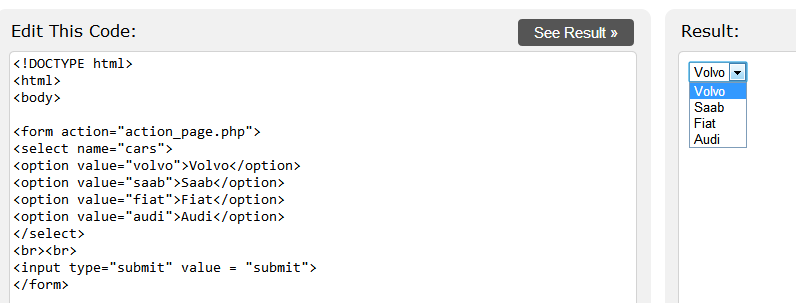 Edit This Code:
See Result »
<!DOCTYPE html>
<html>
<body>
<form action="action_page.php">
<select name="cars">
<option value="volvo">Volvo</option>
<option value="saab">Saab</option>
<option value="fiat">Fiat</option>
<option value="audi">Audi</option>
</select>
<br><br>
<input type="submit" value = "submit">
</form>
Result:
Volvo
Volvo
Saab
Fiat
Audi